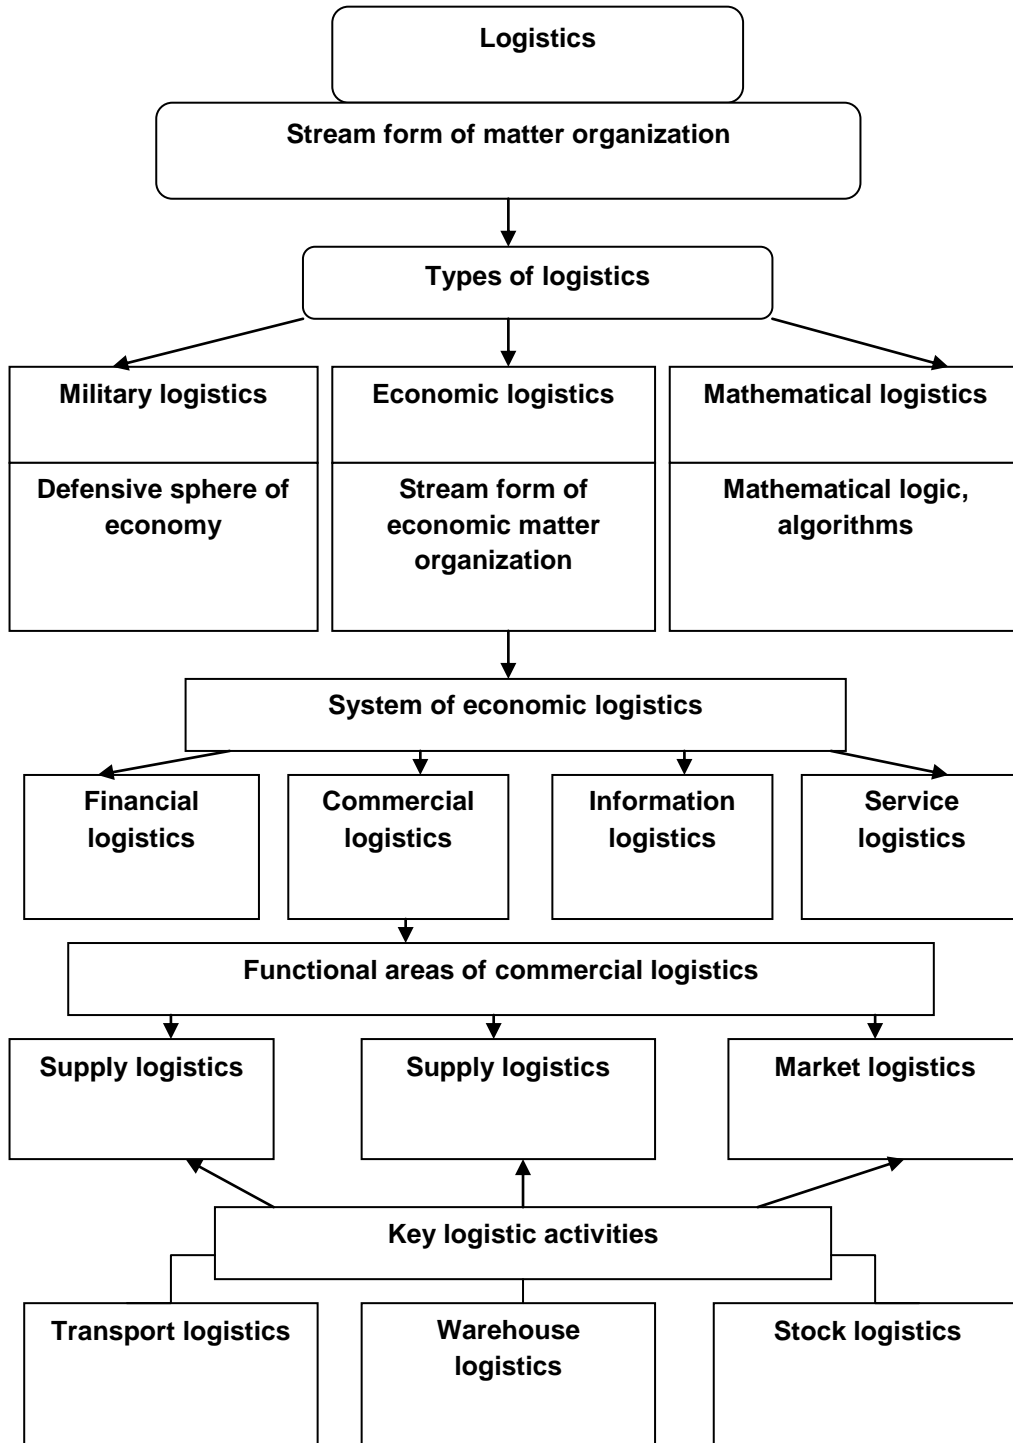 Logistics
Stream form of matter organization
Types of logistics
Military logistics
Economic logistics
Mathematical logistics
Defensive sphere of
economy
Stream form of
economic matter
organization
Mathematical logic,
algorithms
System of economic logistics
Financial
logistics
Commercial
logistics
Information
logistics
Service
logistics
Functional areas of commercial logistics
Supply logistics
Supply logistics
Market logistics
Key logistic activities
Transport logistics
Warehouse
logistics
Stock logistics